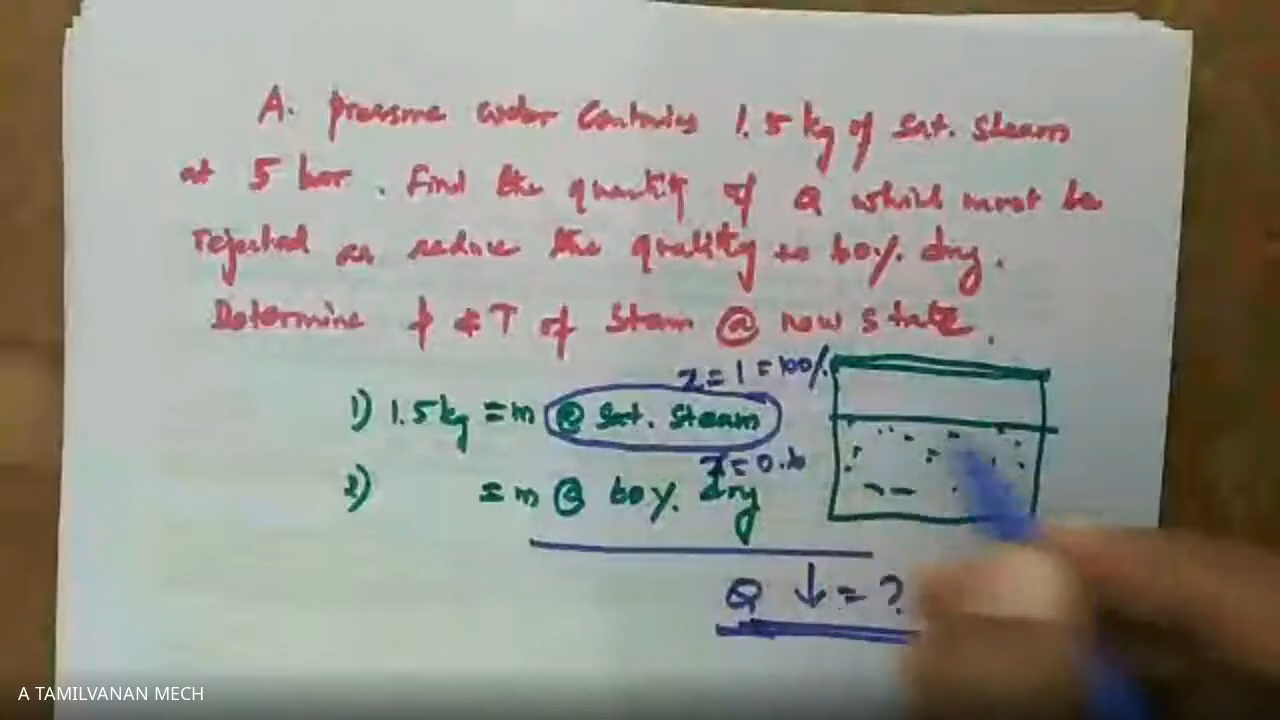 A. pressure cooker contains 1.5 kg of sat. steam
at 5 bar. Find the quantity of Q which must be
rejected as reduce the quality to 60% dry.
Determine p & T of steam @ new state.
x = 1 = 100%
1) 1.5 kg = m @ sat. steam
x = 0.6
2) = m @ 60%. dry
Q ↓ = ?
A TAMILVANAN MECH